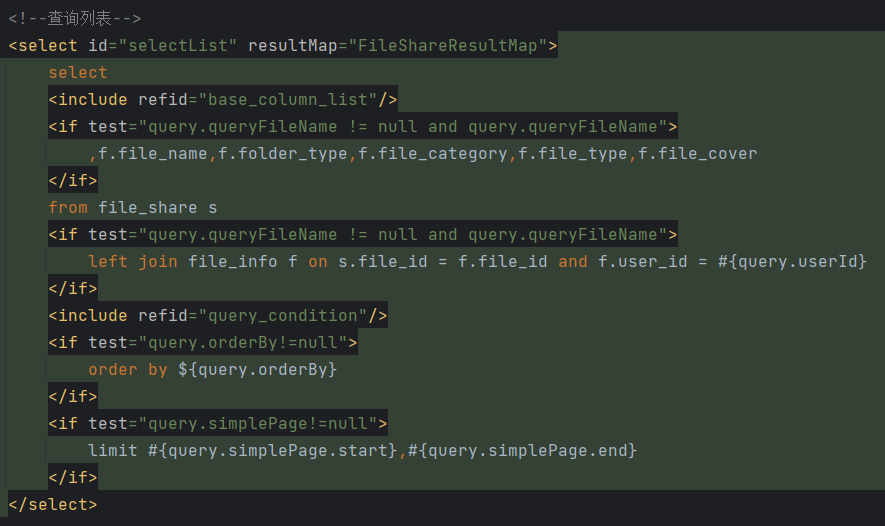 <!--查询列表-->
<select id="selectList" resultMap="FileShareResultMap">
    select
    <include refid="base_column_list"/>
    <if test="query.queryFileName != null and query.queryFileName">
        ,f.file_name,f.folder_type,f.file_category,f.file_type,f.file_cover
    </if>
    from file_share s
    <if test="query.queryFileName != null and query.queryFileName">
        left join file_info f on s.file_id = f.file_id and f.user_id = #{query.userId}
    </if>
    <include refid="query_condition"/>
    <if test="query.orderBy!=null">
        order by ${query.orderBy}
    </if>
    <if test="query.simplePage!=null">
        limit #{query.simplePage.start},#{query.simplePage.end}
    </if>
</select>